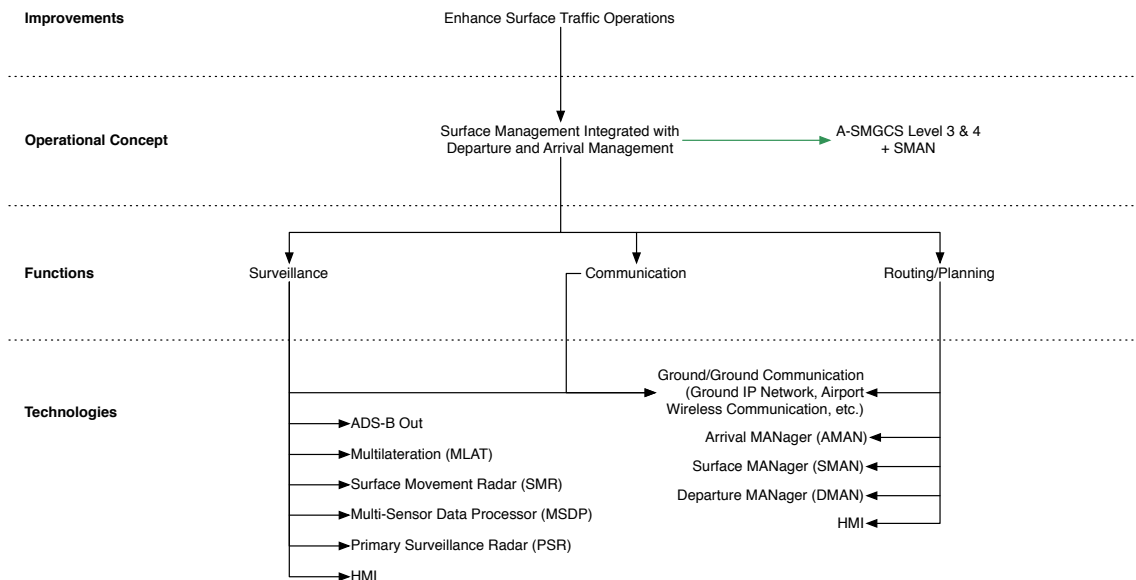 Improvements
Enhance Surface Traffic Operations
Operational Concept
Surface Management Integrated with
Departure and Arrival Management
A-SMGCS Level 3 & 4
+ SMAN
Functions
Surveillance
Communication
Routing/Planning
Technologies
Ground/Ground Communication
(Ground IP Network, Airport
Wireless Communication, etc.)
ADS-B Out
Multilateration (MLAT)
Surface Movement Radar (SMR)
Multi-Sensor Data Processor (MSDP)
Primary Surveillance Radar (PSR)
HMI
Arrival MANager (AMAN)
Surface MANager (SMAN)
Departure MANager (DMAN)
HMI